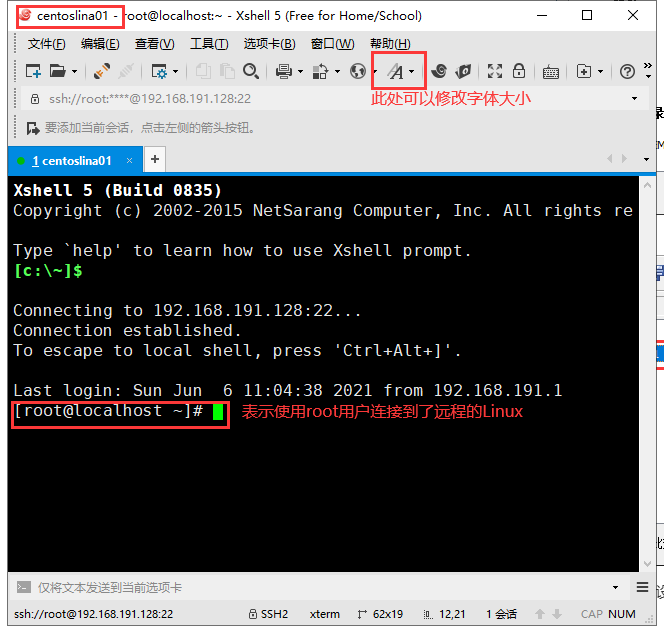 centoslina01 - root@localhost:~ - Xshell 5 (Free for Home/School)
文件(F) 编辑(E) 查看(V) 工具(T) 选项卡(B) 窗口(W) 帮助(H)
ssh://root:****@192.168.191.128:22
此处可以修改字体大小
要添加当前会话，点击左侧的箭头按钮。
1 centoslina01
Xshell 5 (Build 0835)
Copyright (c) 2002-2015 NetSarang Computer, Inc. All rights re
Type `help' to learn how to use Xshell prompt.
[c:\~]$
Connecting to 192.168.191.128:22...
Connection established.
To escape to local shell, press 'Ctrl+Alt+]'.
Last login: Sun Jun  6 11:04:38 2021 from 192.168.191.1
[root@localhost ~]#
表示使用root用户连接到了远程的Linux
仅将文本发送到当前选项卡
ssh://root@192.168.191.128:22 SSH2 xterm 62x19 12,21 1 会话 CAP NUM